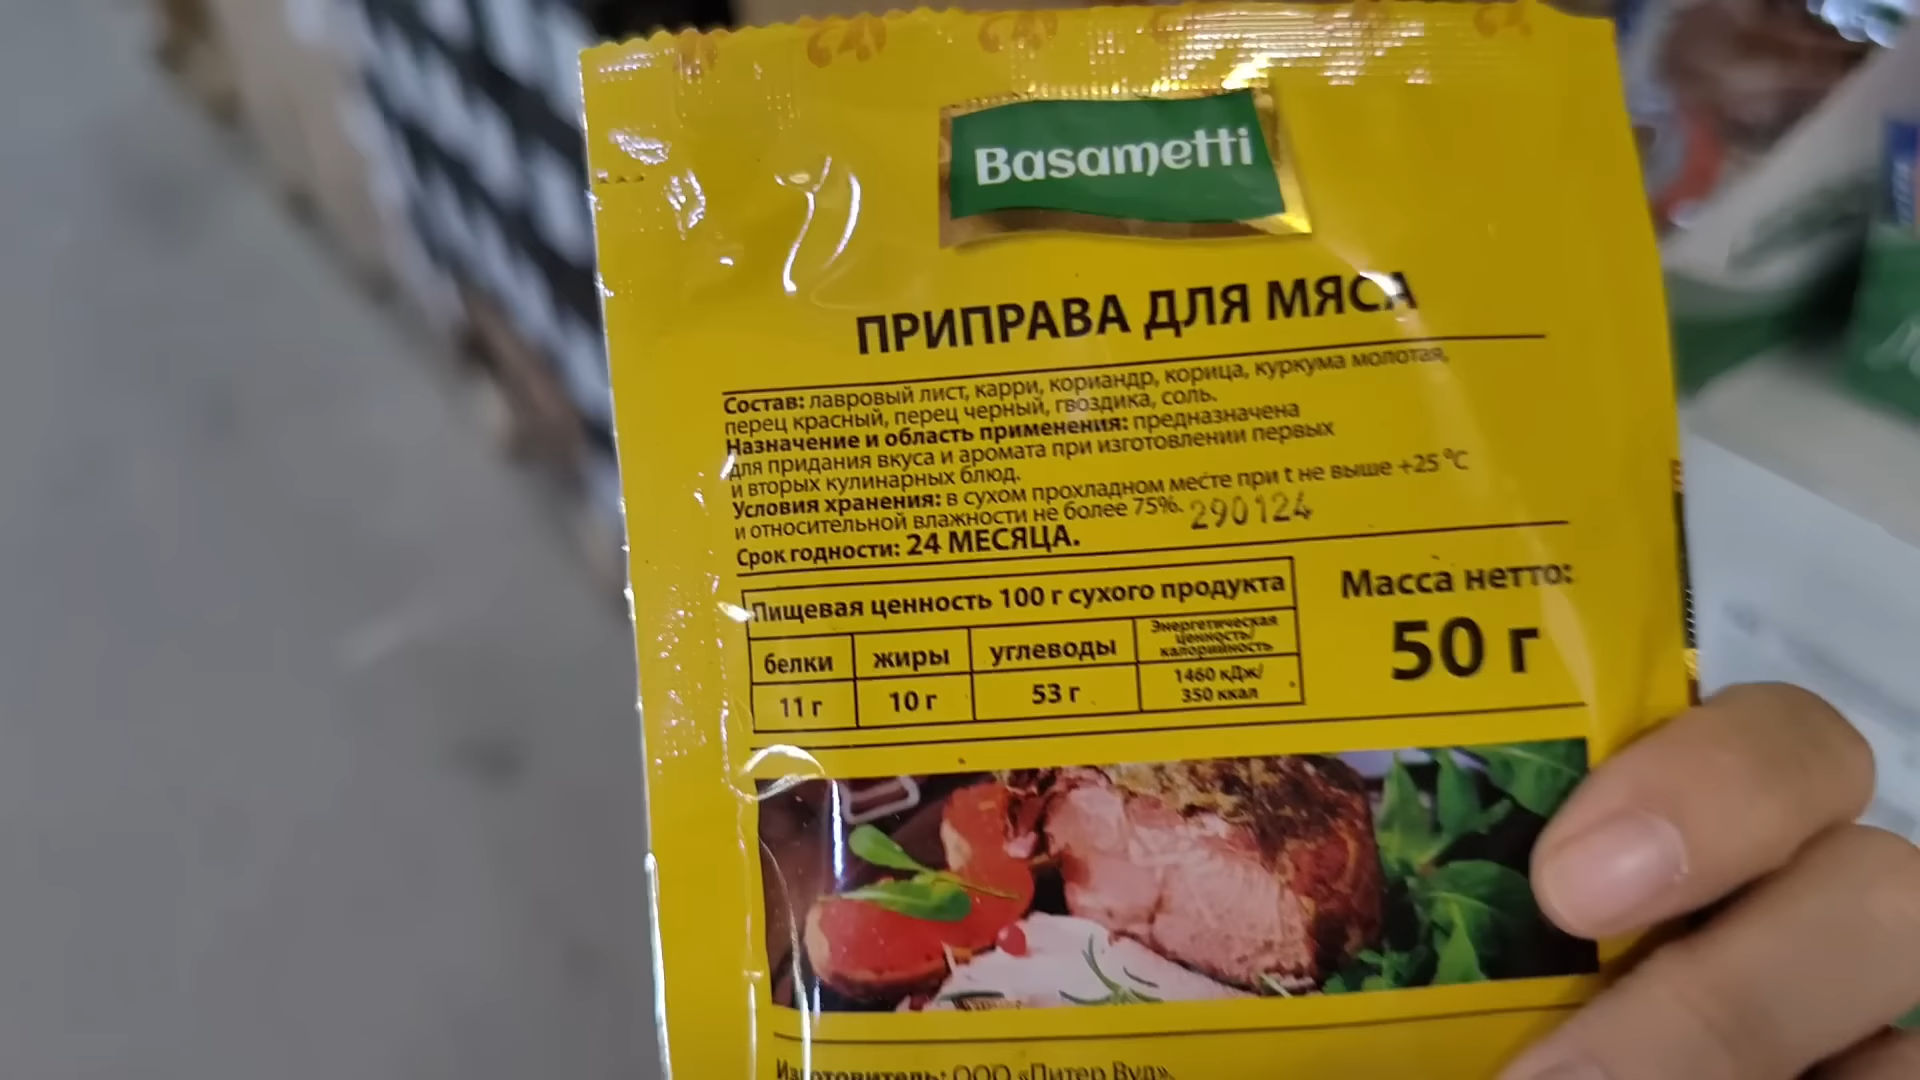 Basametti
ПРИПРАВА ДЛЯ МЯСА
Состав: лавровый лист, карри, кориандр, корица, куркума молотая,
перец красный, перец черный, гвоздика, соль.
Назначение и область применения: предназначена
для придания вкуса и аромата при изготовлении первых
и вторых кулинарных блюд.
Условия хранения: в сухом прохладном месте при t не выше +25 °С
и относительной влажности не более 75%. 290124
Срок годности: 24 МЕСЯЦА.
Пищевая ценность 100 г сухого продукта
белки жиры углеводы Энергетическая ценность/ калорийность
11 г 10 г 53 г 1460 кДж/ 350 ккал
Масса нетто:
50 г
Изготовитель: ООО «Питер Вуд»,